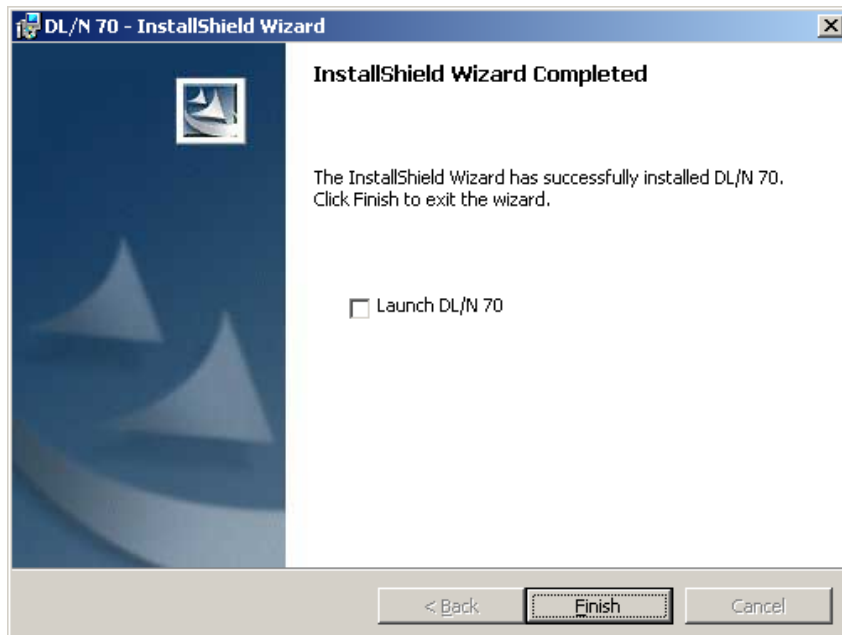 DL/N 70 - InstallShield Wizard
InstallShield Wizard Completed
The InstallShield Wizard has successfully installed DL/N 70.
Click Finish to exit the wizard.
Launch DL/N 70
< Back
Finish
Cancel